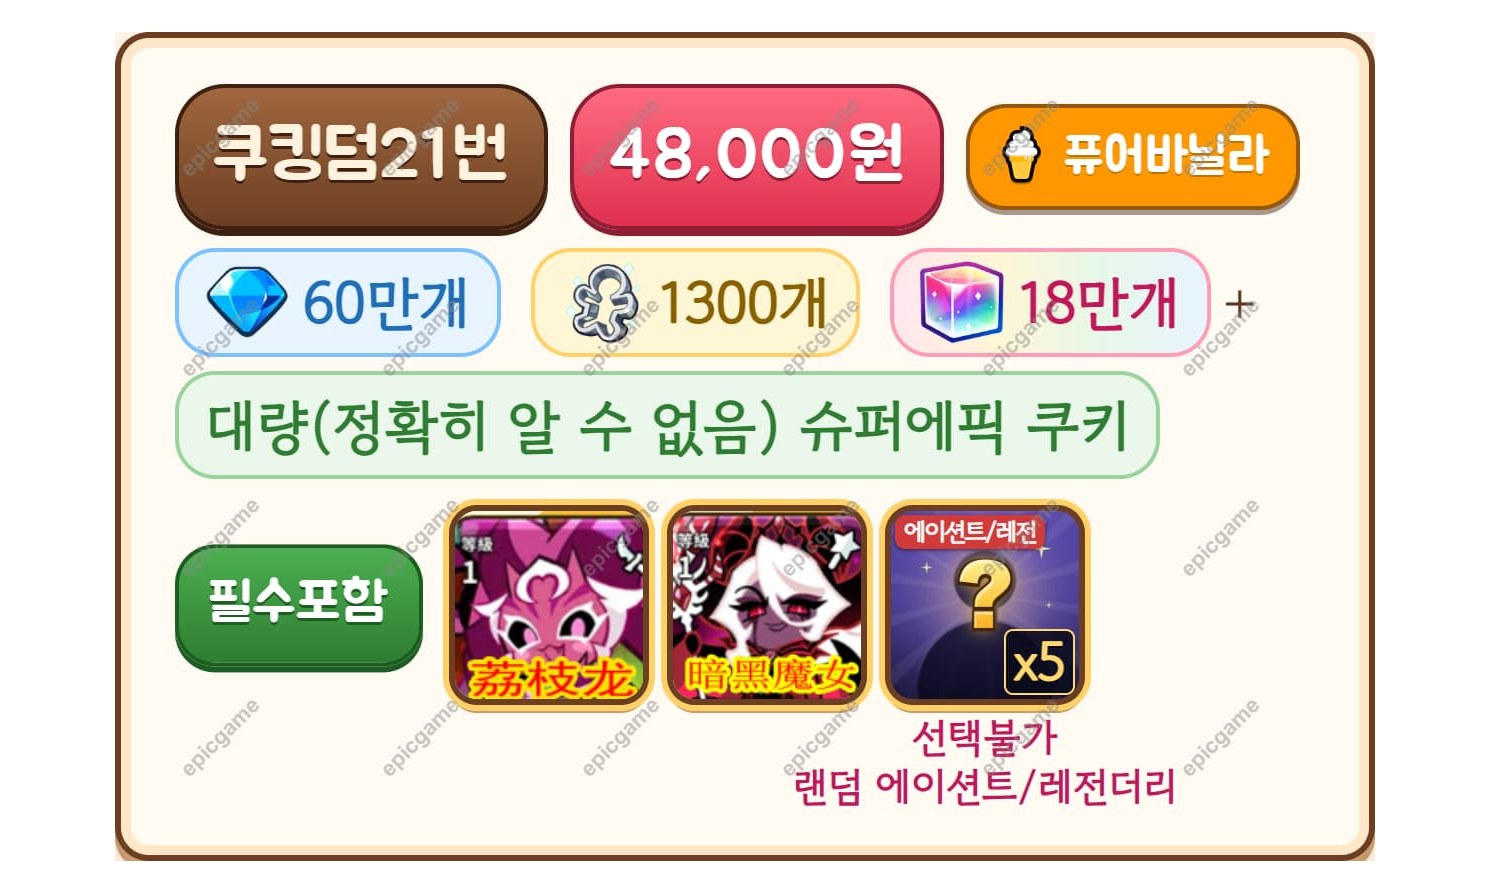 쿠킹덤21번
48,000원
퓨어바닐라
60만개
1300개
18만개
+
대량(정확히 알 수 없음) 슈퍼에픽 쿠키
필수포함
等級
1
荔枝龙
等級
1
暗黑魔女
에이션트/레전
?
x5
선택불가
랜덤 에이션트/레전더리
epicgame